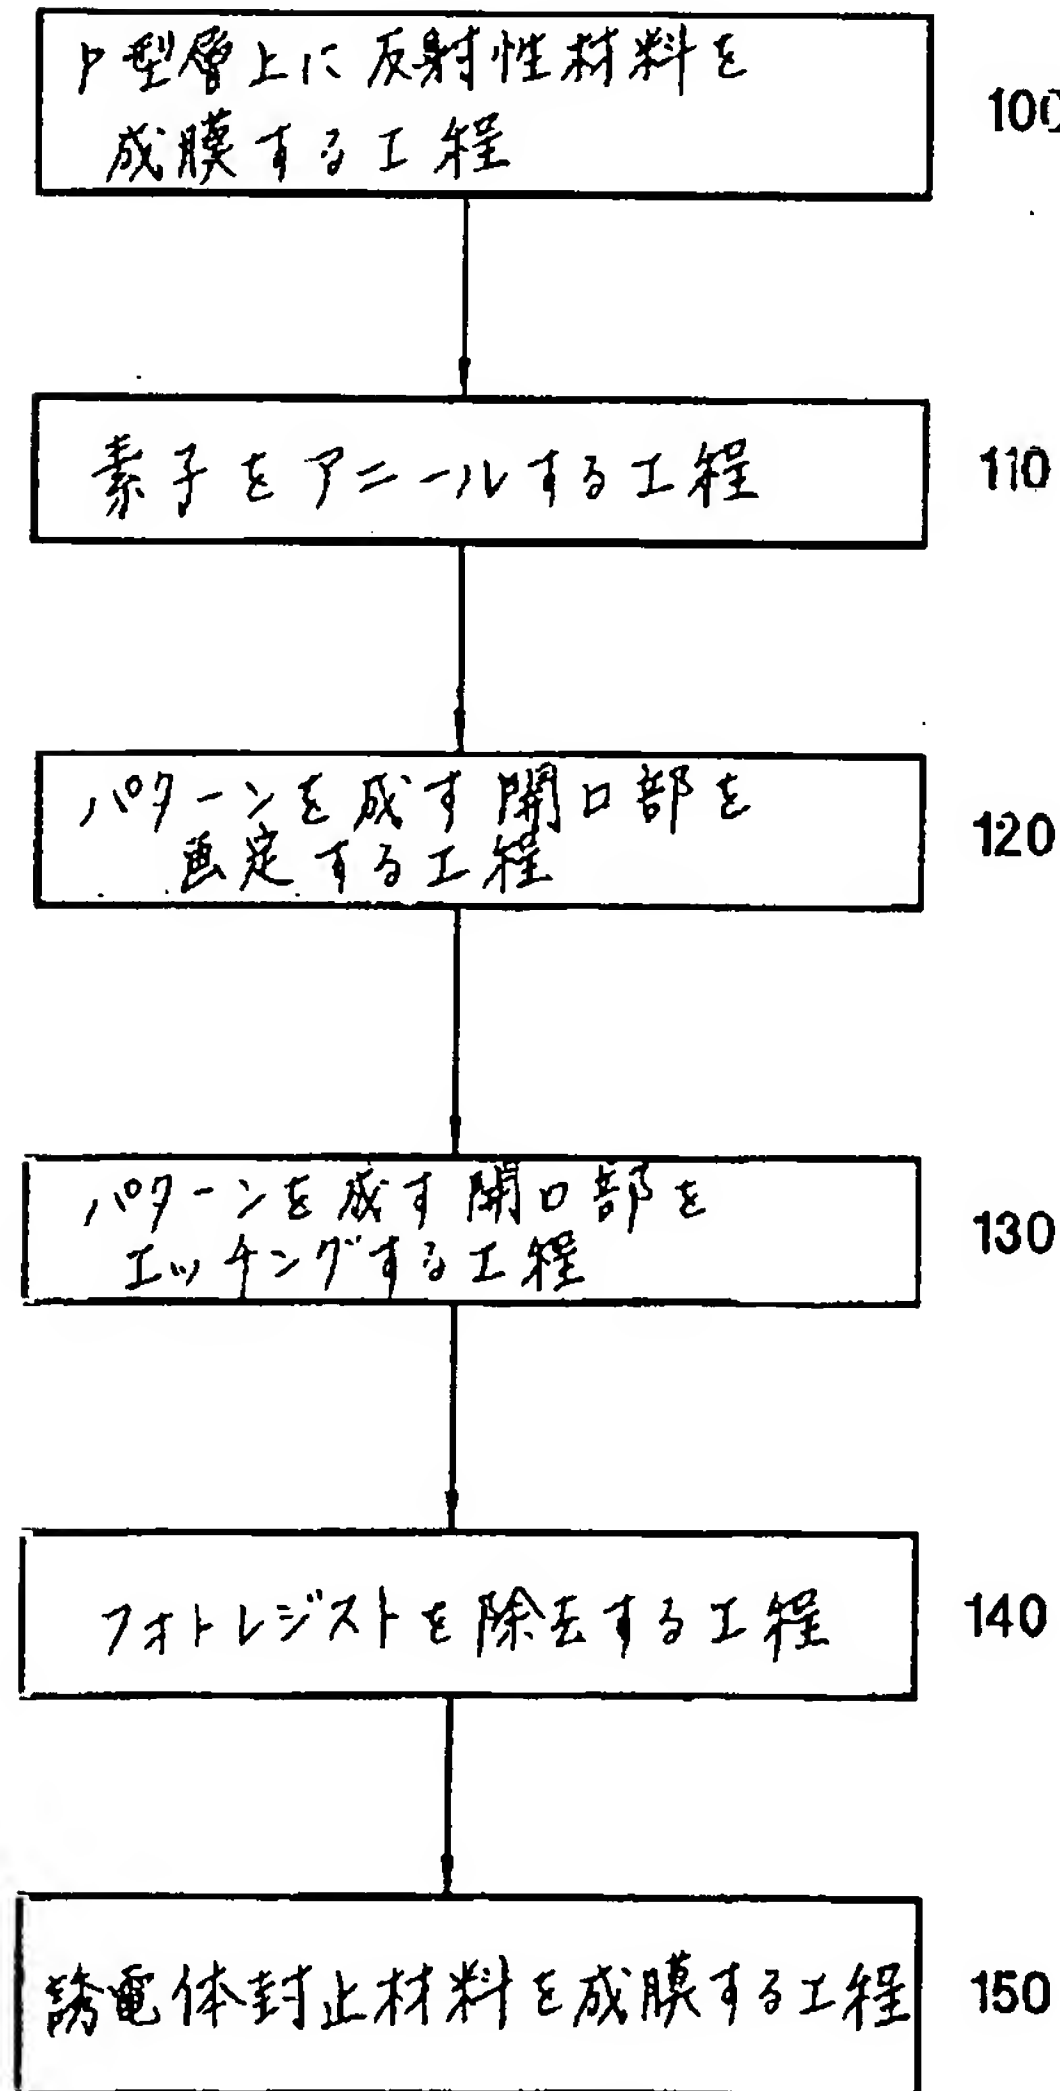 P型層上に反射性材料を
成膜する工程
100
素子をアニールする工程
110
パターンを成す開口部を
画定する工程
120
パターンを成す開口部を
エッチングする工程
130
フォトレジストを除去する工程
140
誘電体封止材料を成膜する工程
150